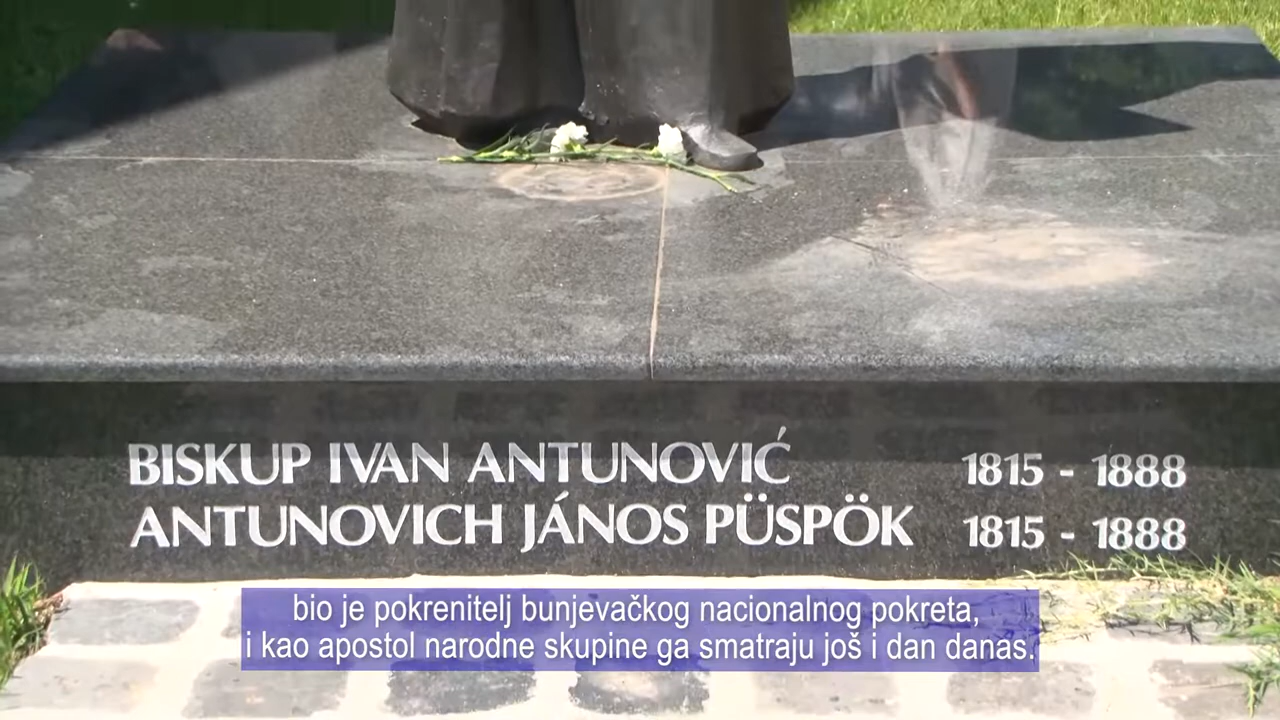 BISKUP IVAN ANTUNOVIĆ 1815 - 1888
ANTUNOVICH JÁNOS PÜSPÖK 1815 - 1888
bio je pokrenitelj bunjevačkog nacionalnog pokreta,
i kao apostol narodne skupine ga smatraju još i dan danas.